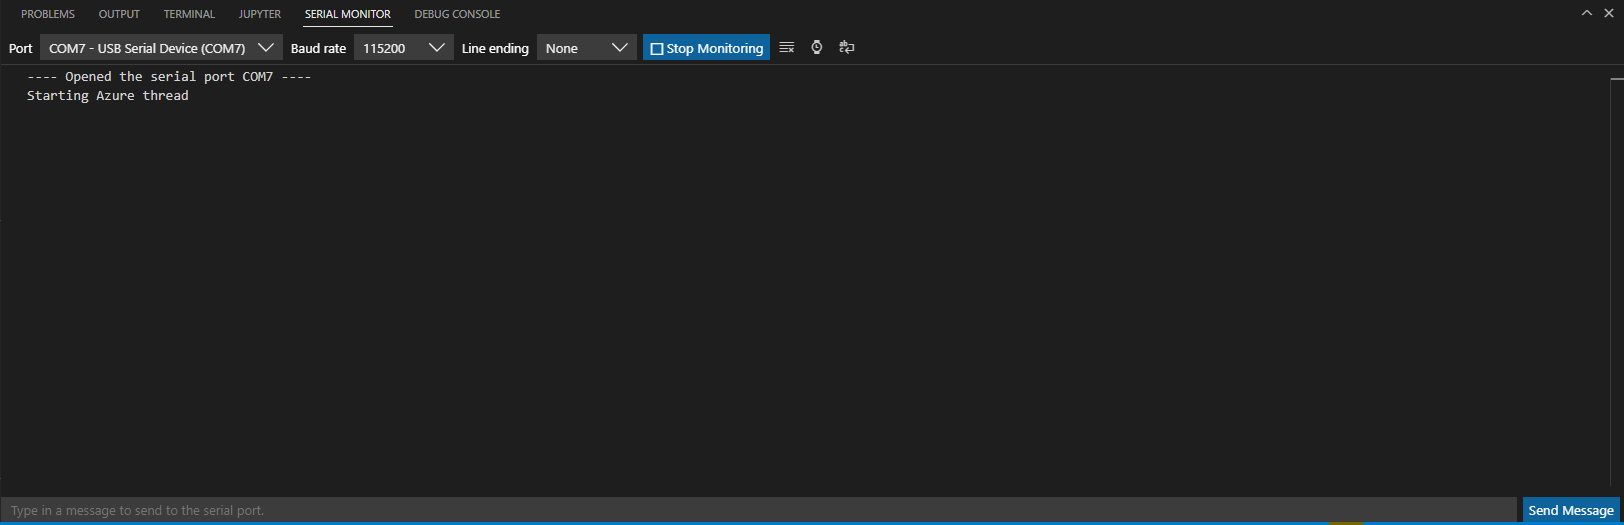 PROBLEMS OUTPUT TERMINAL JUPYTER SERIAL MONITOR DEBUG CONSOLE
Port COM7 - USB Serial Device (COM7) Baud rate 115200 Line ending None Stop Monitoring
---- Opened the serial port COM7 ----
Starting Azure thread
Type in a message to send to the serial port. Send Message